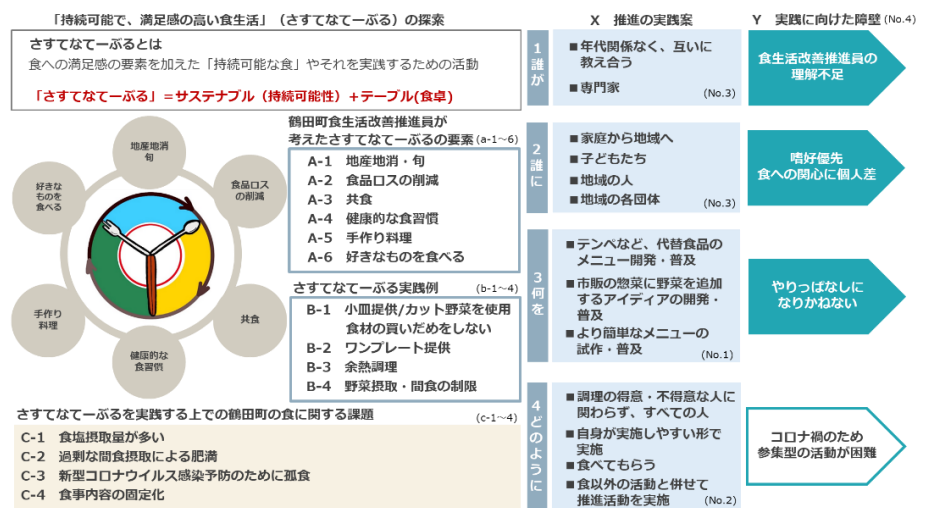 「持続可能で、満足感の高い食生活」（さすてなてーぶる）の探索
さすてなてーぶるとは
食への満足感の要素を加えた「持続可能な食」やそれを実践するための活動
「さすてなてーぶる」＝サステナブル（持続可能性）＋テーブル(食卓)
地産地消
旬
食品ロス
の削減
共食
健康的な
食習慣
手作り
料理
好きな
ものを
食べる
鶴田町食生活改善推進員が
考えたさすてなてーぶるの要素 (a-1～6)
A-1 地産地消・旬
A-2 食品ロスの削減
A-3 共食
A-4 健康的な食習慣
A-5 手作り料理
A-6 好きなものを食べる
さすてなてーぶる実践例 (b-1～4)
B-1 小皿提供/カット野菜を使用
食材の買いだめをしない
B-2 ワンプレート提供
B-3 余熱調理
B-4 野菜摂取・間食の制限
さすてなてーぶるを実践する上での鶴田町の食に関する課題 (c-1～4)
C-1 食塩摂取量が多い
C-2 過剰な間食摂取による肥満
C-3 新型コロナウイルス感染予防のために孤食
C-4 食事内容の固定化
X 推進の実践案
1誰が
■年代関係なく、互いに
教え合う
■専門家
(No.3)
2誰に
■家庭から地域へ
■子どもたち
■地域の人
■地域の各団体
(No.3)
3何を
■テンペなど、代替食品の
メニュー開発・普及
■市販の惣菜に野菜を追加
するアイディアの開発・
普及
■より簡単なメニューの
試作・普及
(No.1)
4どのように
■調理の得意・不得意な人に
関わらず、すべての人
■自身が実施しやすい形で
実施
■食べてもらう
■食以外の活動と併せて
推進活動を実施 (No.2)
Y 実践に向けた障壁 (No.4)
食生活改善推進員の
理解不足
嗜好優先
食への関心に個人差
やりっぱなしに
なりかねない
コロナ禍のため
参集型の活動が困難